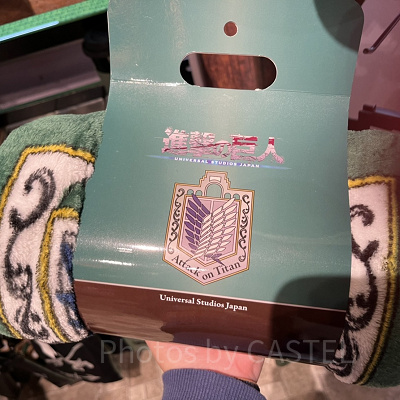 進撃の巨人
UNIVERSAL STUDIOS JAPAN
Attack on Titan
Universal Studios Japan
Photos by CASTEL